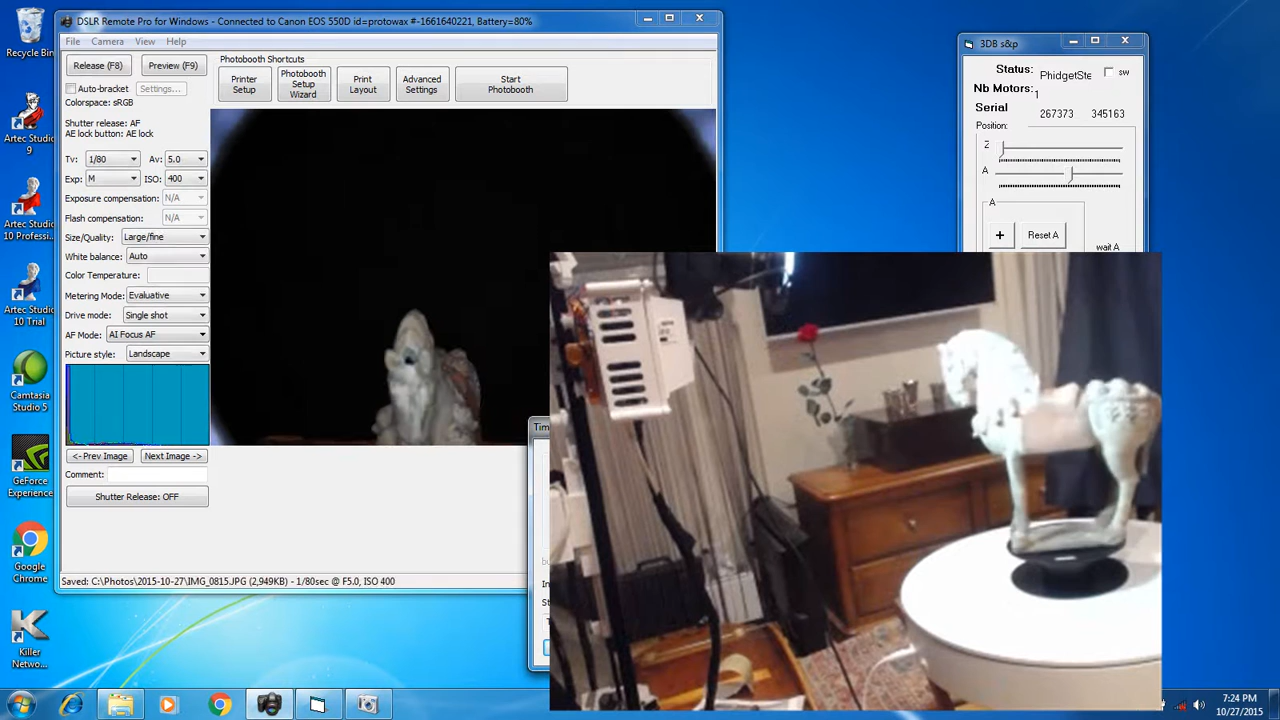 Recycle Bin
Artec Studio
9
Artec Studio
10 Professi...
Artec Studio
10 Trial
Camtasia
Studio 5
GeForce
Experience
Google
Chrome
Killer
Netwo...
DSLR Remote Pro for Windows - Connected to Canon EOS 550D id=protowax #-1661640221, Battery=80%
File Camera View Help
Release (F8) Preview (F9)
Auto-bracket Settings...
Colorspace: sRGB
Shutter release: AF
AE lock button: AE lock
Tv: 1/80 Av: 5.0
Exp: M ISO: 400
Exposure compensation: N/A
Flash compensation: N/A
Size/Quality: Large/fine
White balance: Auto
Color Temperature:
Metering Mode: Evaluative
Drive mode: Single shot
AF Mode: AI Focus AF
Picture style: Landscape
<- Prev Image Next Image ->
Comment:
Shutter Release: OFF
Saved: C:\Photos\2015-10-27\IMG_0815.JPG (2,949KB) - 1/80sec @ F5.0, ISO 400
Photobooth Shortcuts
Printer
Setup
Photobooth
Setup
Wizard
Print
Layout
Advanced
Settings
Start
Photobooth
3DB s&p
Status: PhidgetSte sw
Nb Motors: 1
Serial 267373 345163
Position:
Z
A
A
+ Reset A
wait A
Tim
In
St
7:24 PM
10/27/2015